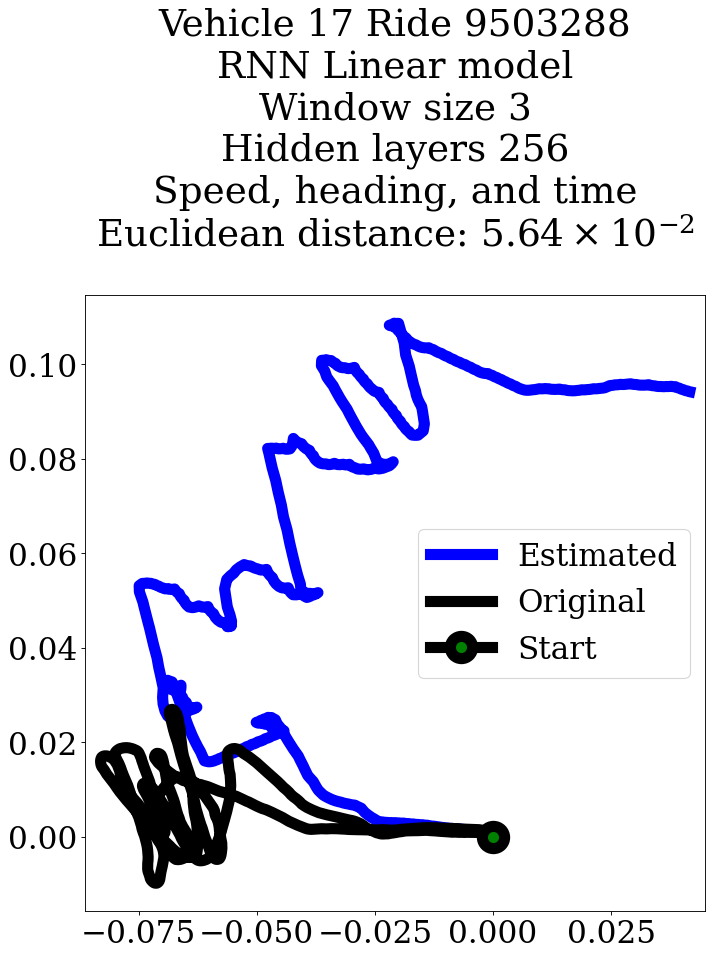 Vehicle 17 Ride 9503288
RNN Linear model
Window size 3
Hidden layers 256
Speed, heading, and time
Euclidean distance: 5.64 × 10⁻²
0.10
0.08
0.06
0.04
0.02
0.00
Estimated
Original
Start
−0.075 −0.050 −0.025 0.000 0.025